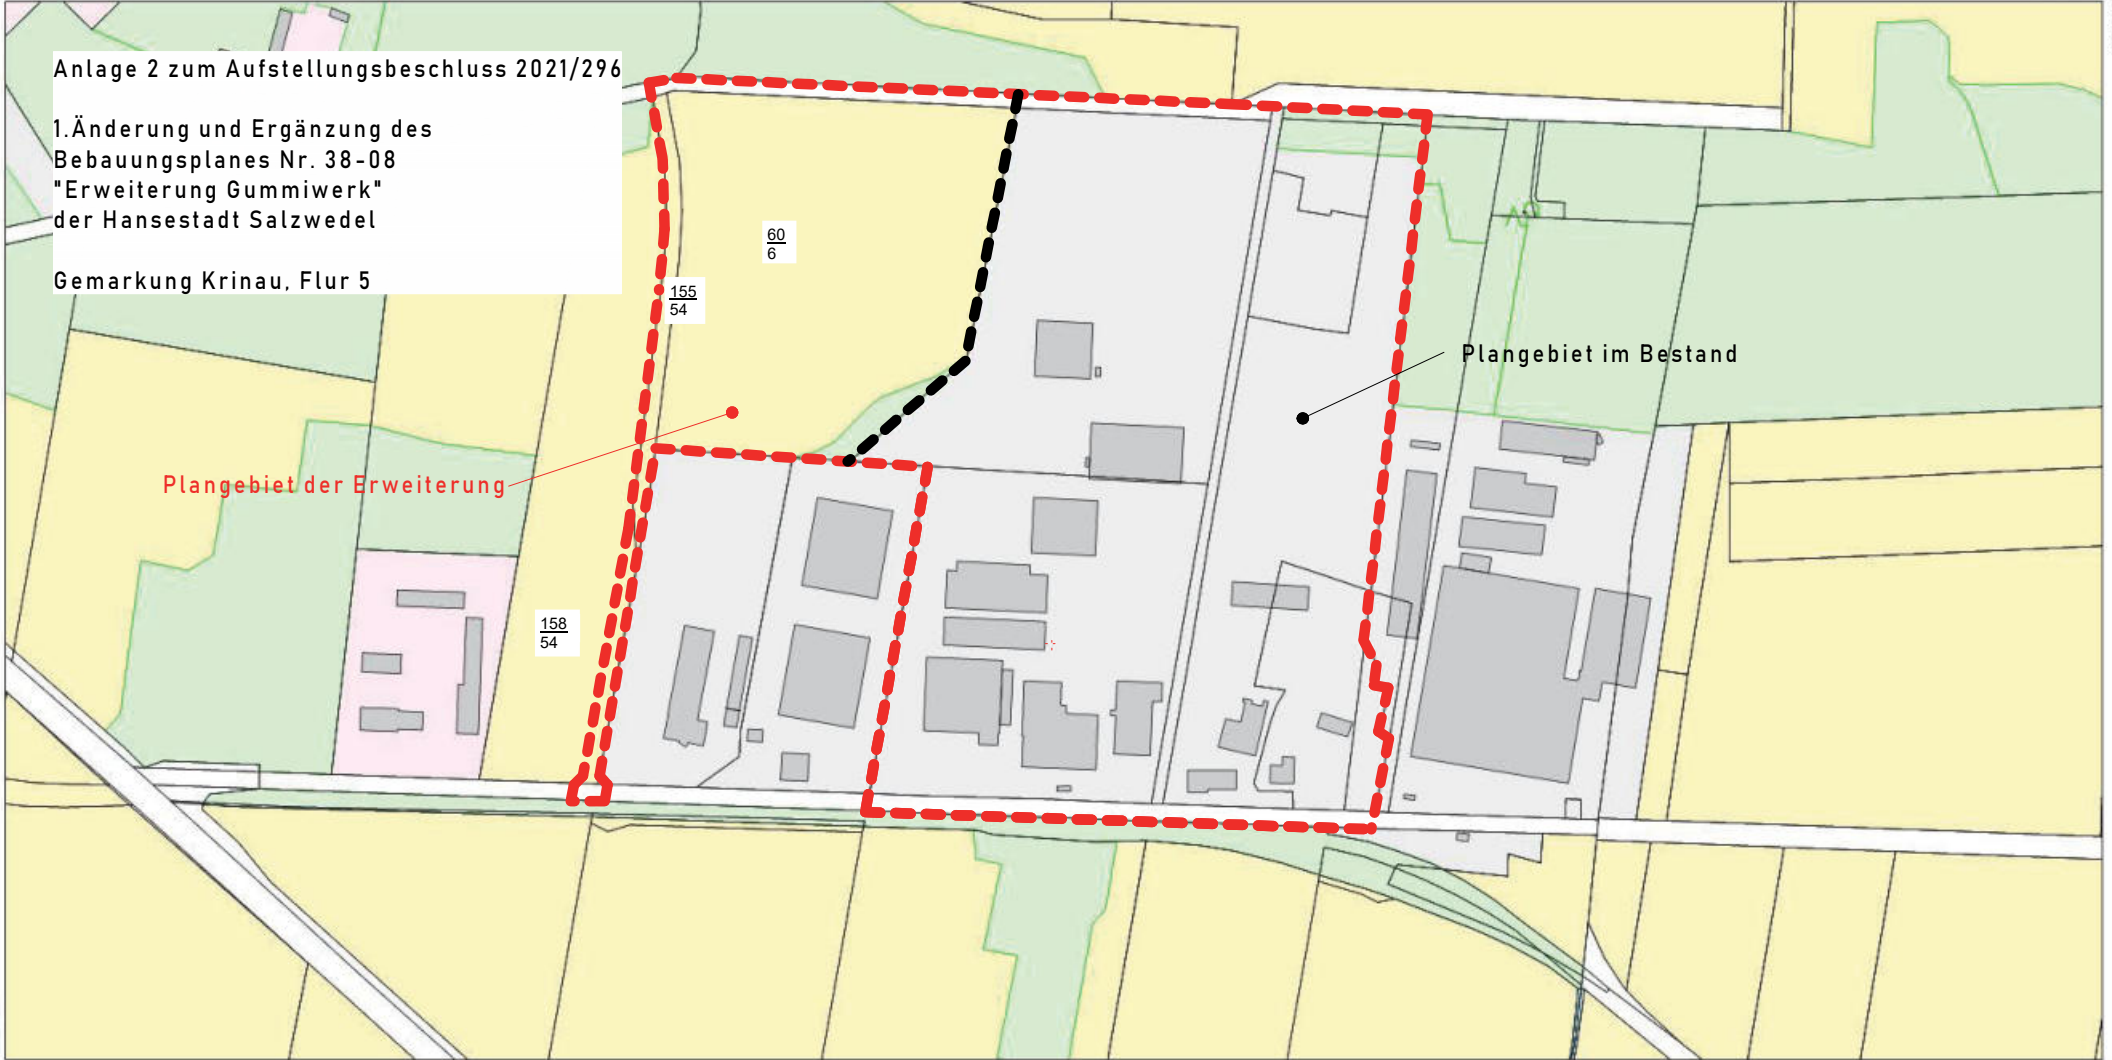 Anlage 2 zum Aufstellungsbeschluss 2021/296
1.Änderung und Ergänzung des
Bebauungsplanes Nr. 38-08
"Erweiterung Gummiwerk"
der Hansestadt Salzwedel
Gemarkung Krinau, Flur 5
60
6
155
54
Plangebiet im Bestand
Plangebiet der Erweiterung
158
54